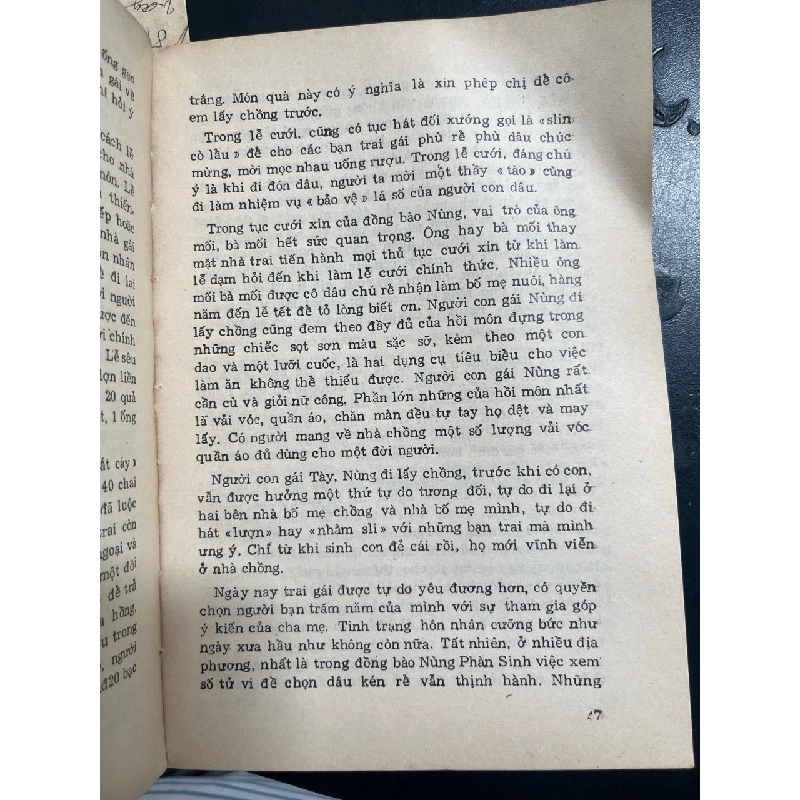 trắng. Món quà này có ý nghĩa là xin phép chị để cô
em lấy chồng trước.
Trong lễ cưới, cũng có tục hát đối xướng gọi là «slin
cò lầu» để cho các bạn trai gái phù rể phù dâu chúc
mừng, mời mọc nhau uống rượu. Trong lễ cưới, đáng chú
ý là khi đi đón dâu, người ta mời một thầy «tào» cùng
đi làm nhiệm vụ «bảo vệ» lá số của người con dâu.
Trong tục cưới xin của đồng bào Nùng, vai trò của ông
mối, bà mối hết sức quan trọng. Ông hay bà mối thay
mặt nhà trai tiến hành mọi thủ tục cưới xin từ khi làm
lễ dạm hỏi đến khi làm lễ cưới chính thức. Nhiều ông
mối bà mối được cô dâu chú rể nhận làm bố mẹ nuôi, hàng
năm đến lễ tết để tỏ lòng biết ơn. Người con gái Nùng đi
lấy chồng cũng đem theo đầy đủ của hồi môn đựng trong
những chiếc sọt sơn màu sặc sỡ, kèm theo một con
dao và một lưỡi cuốc, là hai dụng cụ tiêu biểu cho việc
làm ăn không thể thiếu được. Người con gái Nùng rất
cần cù và giỏi nữ công. Phần lớn những của hồi môn nhất
là vải vóc, quần áo, chăn màn đều tự tay họ dệt và may
lấy. Có người mang về nhà chồng một số lượng vải vóc
quần áo đủ dùng cho một đời người.
Người con gái Tày, Nùng đi lấy chồng, trước khi có con,
vẫn được hưởng một thứ tự do tương đối, tự do đi lại ở
hai bên nhà bố mẹ chồng và nhà bố mẹ mình, tự do đi
hát «lượn» hay «nhằm sli» với những bạn trai mà mình
ưng ý. Chỉ từ khi sinh con đẻ cái rồi, họ mới vĩnh viễn
ở nhà chồng.
Ngày nay trai gái được tự do yêu đương hơn, có quyền
chọn người bạn trăm năm của mình với sự tham gia góp
ý kiến của cha mẹ. Tình trạng hôn nhân cưỡng bức như
ngày xưa hầu như không còn nữa. Tất nhiên, ở nhiều địa
phương, nhất là trong đồng bào Nùng Phàn Sinh việc xem
số tử vi để chọn dâu kén rể vẫn thịnh hành. Những